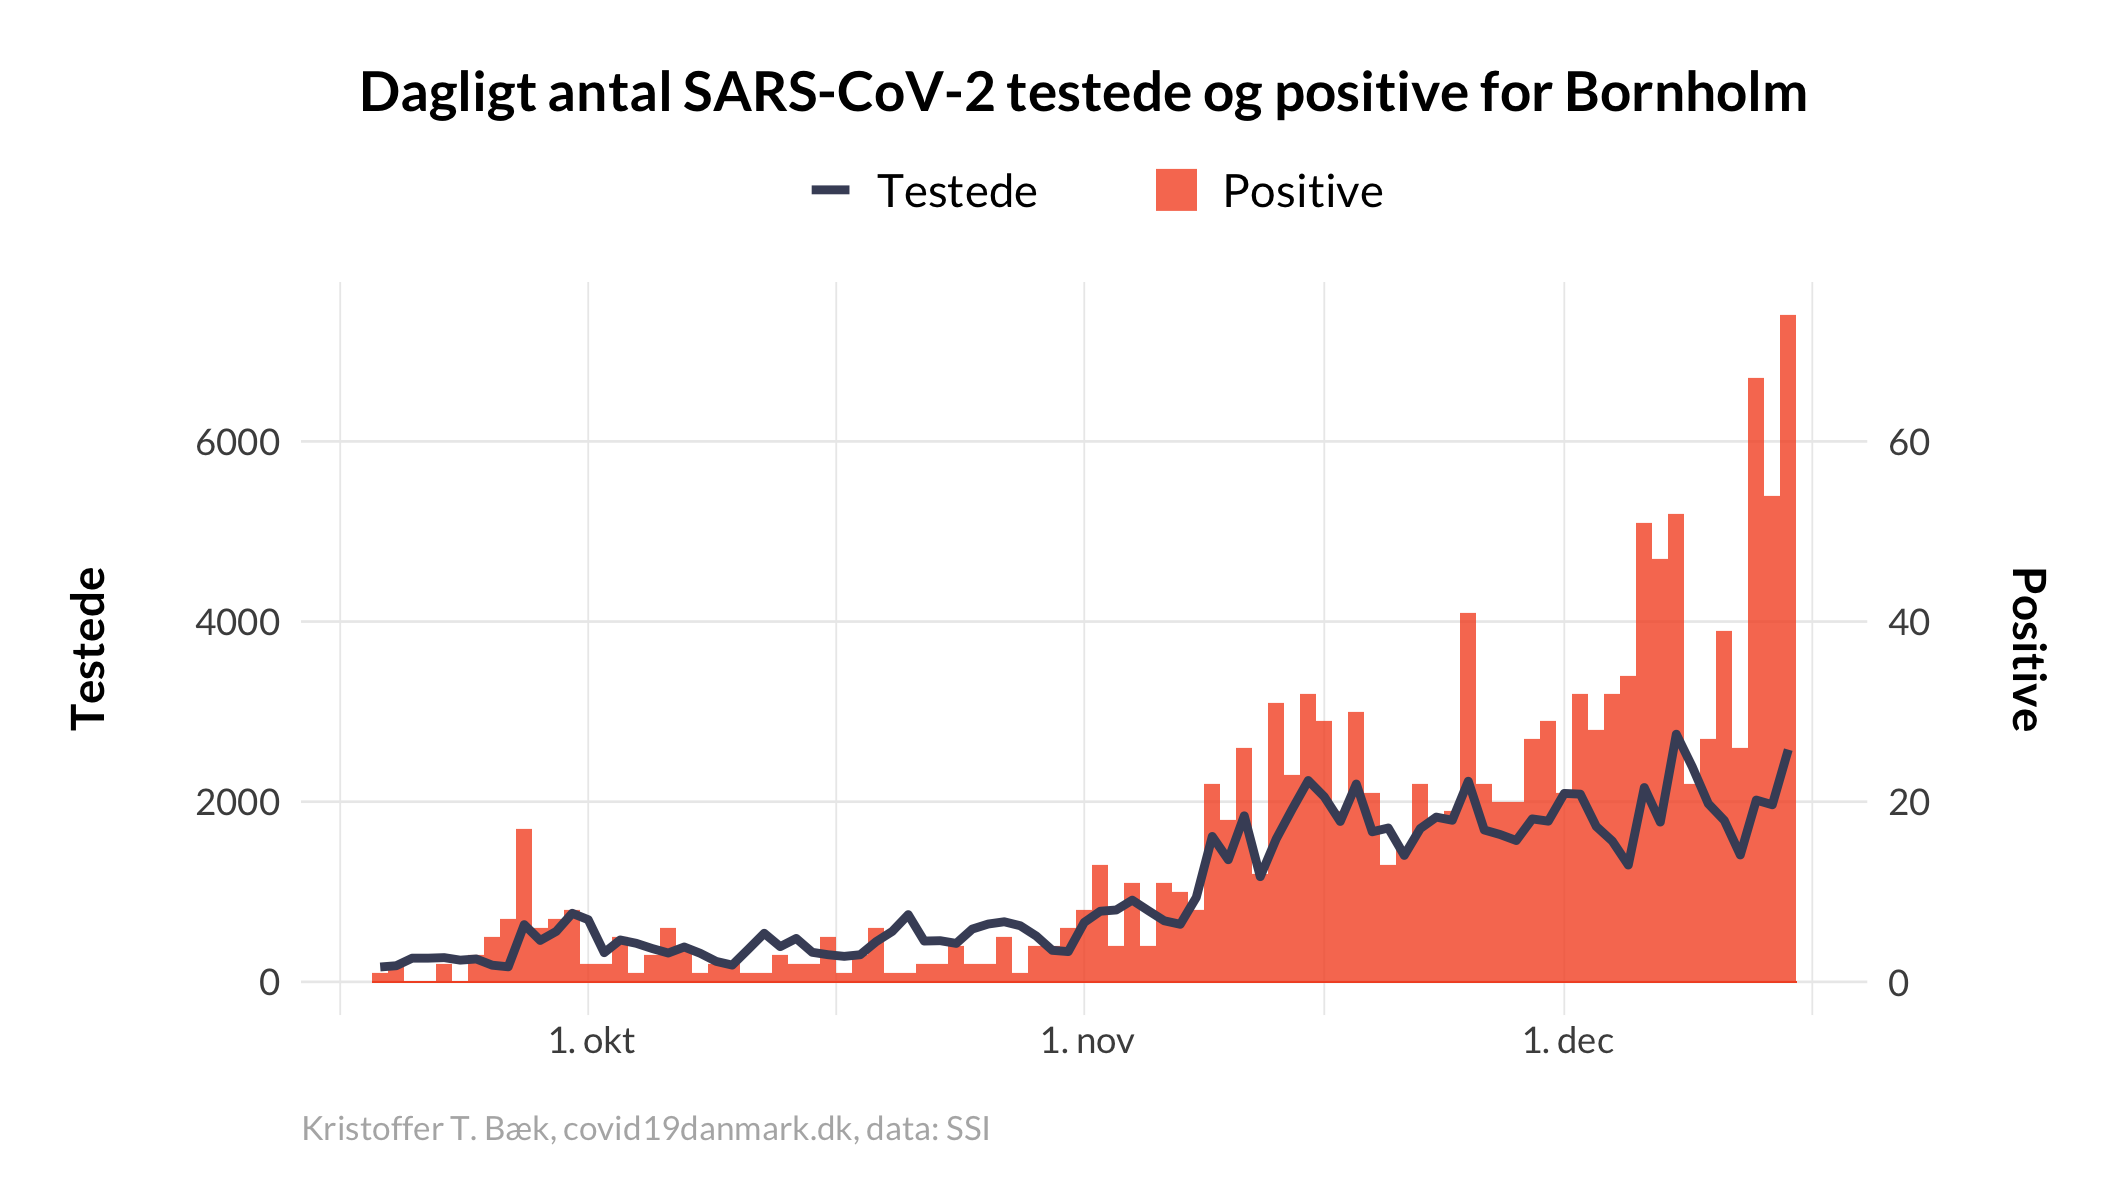 Dagligt antal SARS-CoV-2 testede og positive for Bornholm
Testede
Positive
Testede
6000
4000
2000
0
60
40
20
0
Positive
1. okt
1. nov
1. dec
Kristoffer T. Bæk, covid19danmark.dk, data: SSI